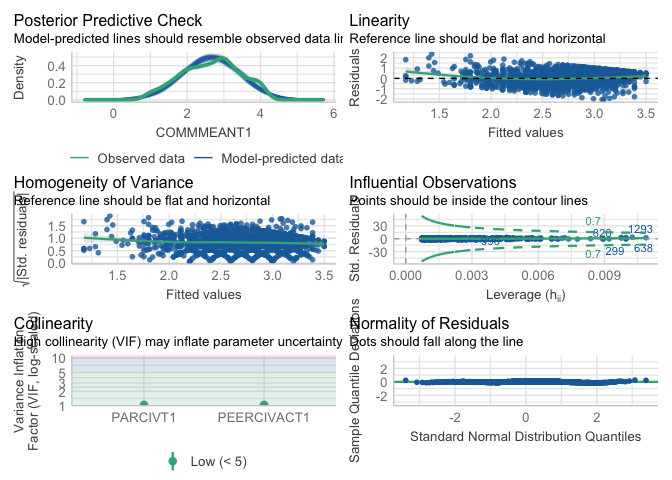 Posterior Predictive Check
Model-predicted lines should resemble observed data lin
Density
0.4
0.2
0.0
0
2
4
6
COMMMEANT1
Observed data
Model-predicted data
Linearity
Reference line should be flat and horizontal
Residuals
2
1
0
-1
-2
1.5
2.0
2.5
3.0
3.5
Fitted values
Homogeneity of Variance
Reference line should be flat and horizontal
√|Std. residuals|
1.5
1.0
0.5
0.0
1.5
2.0
2.5
3.0
3.5
Fitted values
Influential Observations
Points should be inside the contour lines
Std. Residuals
30
0
-30
0.7
820
1293
638
299
0.7
0.000
0.003
0.006
0.009
Leverage (hii)
Collinearity
High collinearity (VIF) may inflate parameter uncertainty
Variance Inflation
Factor (VIF, log-scaled)
10
5
3
2
1
PARCIVT1
PEERCIVACT1
Low (< 5)
Normality of Residuals
Dots should fall along the line
Sample Quantile Deviations
2
0
-2
-2
0
2
Standard Normal Distribution Quantiles